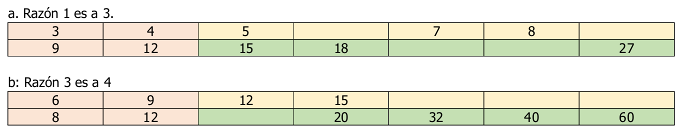 a. Razón 1 es a 3.
3 4 5 7 8
9 12 15 18 27
b: Razón 3 es a 4
6 9 12 15
8 12 20 32 40 60